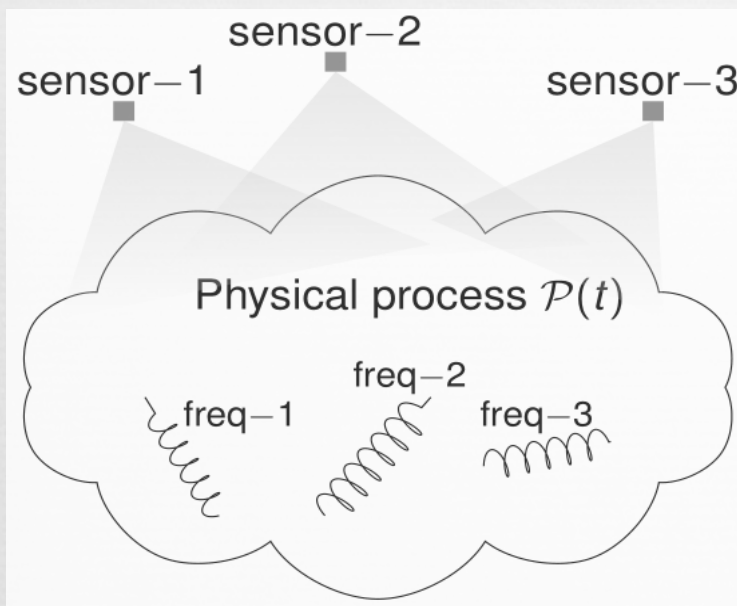 sensor−2
sensor−1
sensor−3
Physical process 𝒫(t)
freq−2
freq−1
freq−3